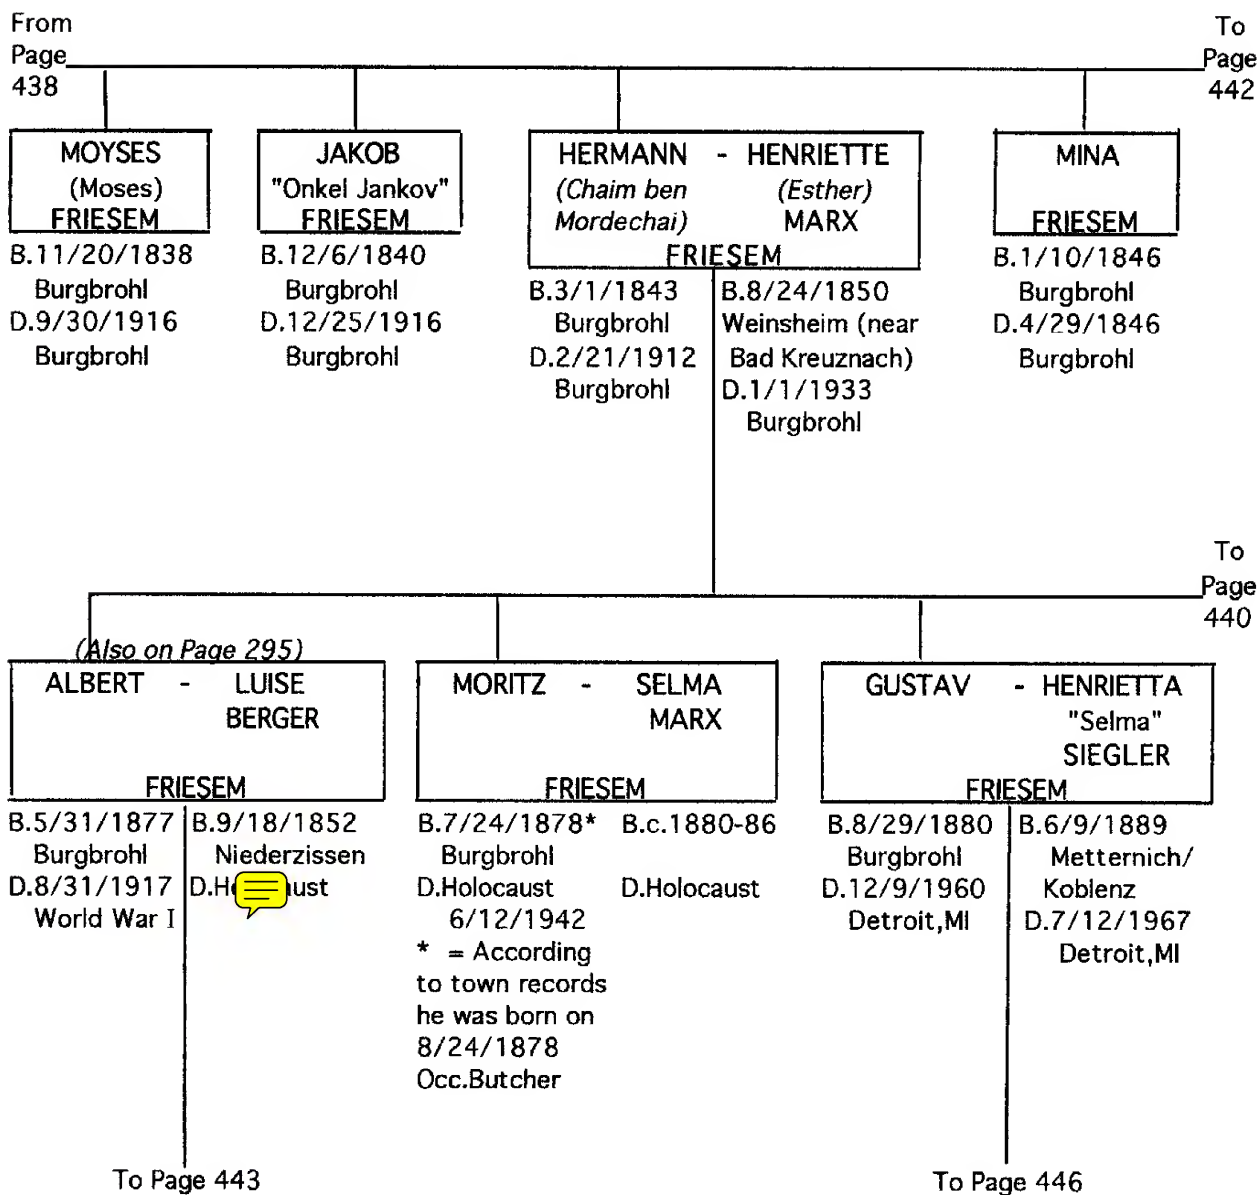 From
Page
438
To
Page
442
MOYSES
(Moses)
FRIESEM
B.11/20/1838
Burgbrohl
D.9/30/1916
Burgbrohl
JAKOB
"Onkel Jankov"
FRIESEM
B.12/6/1840
Burgbrohl
D.12/25/1916
Burgbrohl
HERMANN - HENRIETTE
(Chaim ben (Esther)
Mordechai) MARX
FRIESEM
B.3/1/1843
Burgbrohl
D.2/21/1912
Burgbrohl
B.8/24/1850
Weinsheim (near
Bad Kreuznach)
D.1/1/1933
Burgbrohl
MINA
FRIESEM
B.1/10/1846
Burgbrohl
D.4/29/1846
Burgbrohl
To
Page
440
(Also on Page 295)
ALBERT - LUISE
BERGER
FRIESEM
B.5/31/1877
Burgbrohl
D.8/31/1917
World War I
B.9/18/1852
Niederzissen
MORITZ - SELMA
MARX
FRIESEM
B.7/24/1878*
Burgbrohl
D.Holocaust
6/12/1942
* = According
to town records
he was born on
8/24/1878
Occ.Butcher
B.c.1880-86
D.Holocaust
GUSTAV - HENRIETTA
"Selma"
SIEGLER
FRIESEM
B.8/29/1880
Burgbrohl
D.12/9/1960
Detroit,MI
B.6/9/1889
Metternich/
Koblenz
D.7/12/1967
Detroit,MI
To Page 443
To Page 446